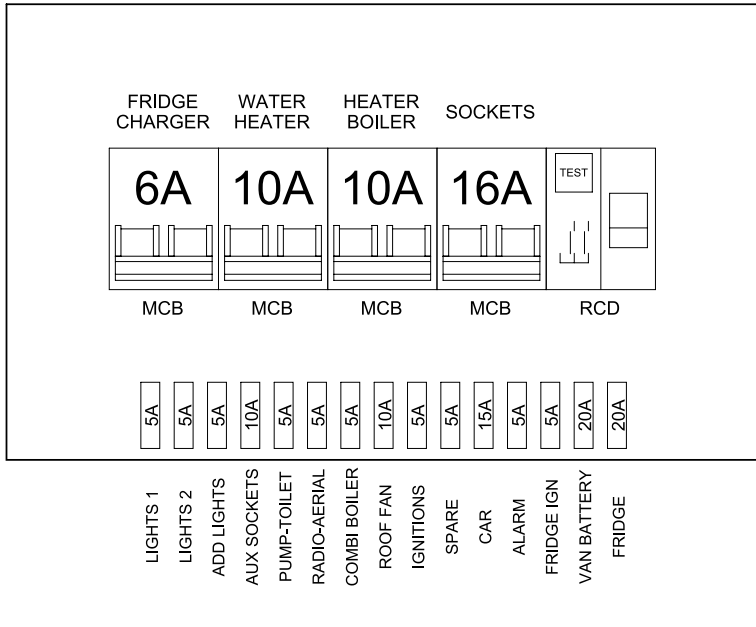 FRIDGE
CHARGER
WATER
HEATER
HEATER
BOILER
SOCKETS
6A
10A
10A
16A
TEST
MCB
MCB
MCB
MCB
RCD
5A
5A
5A
10A
5A
5A
5A
10A
5A
5A
15A
5A
5A
20A
20A
LIGHTS 1
LIGHTS 2
ADD LIGHTS
AUX SOCKETS
PUMP-TOILET
RADIO-AERIAL
COMBI BOILER
ROOF FAN
IGNITIONS
SPARE
CAR
ALARM
FRIDGE IGN
VAN BATTERY
FRIDGE